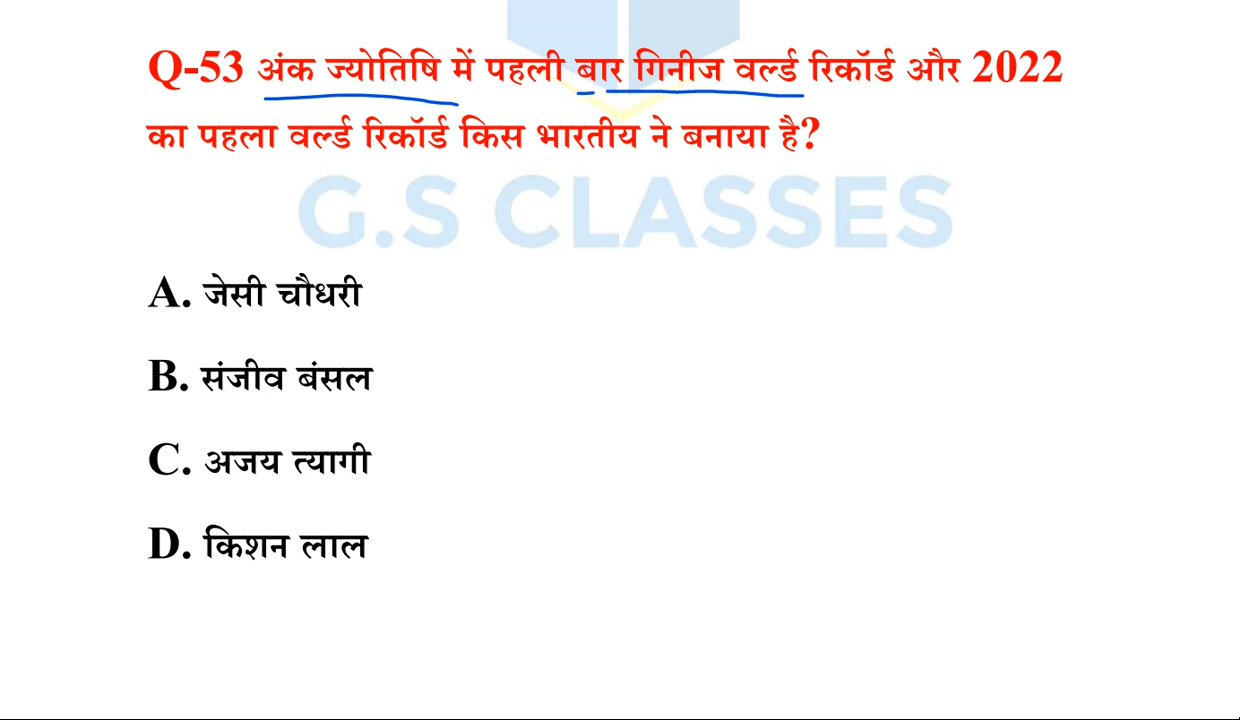 Q-53 अंक ज्योतिषि में पहली बार गिनीज वर्ल्ड रिकॉर्ड और 2022
का पहला वर्ल्ड रिकॉर्ड किस भारतीय ने बनाया है?
G.S CLASSES
A. जेसी चौधरी
B. संजीव बंसल
C. अजय त्यागी
D. किशन लाल